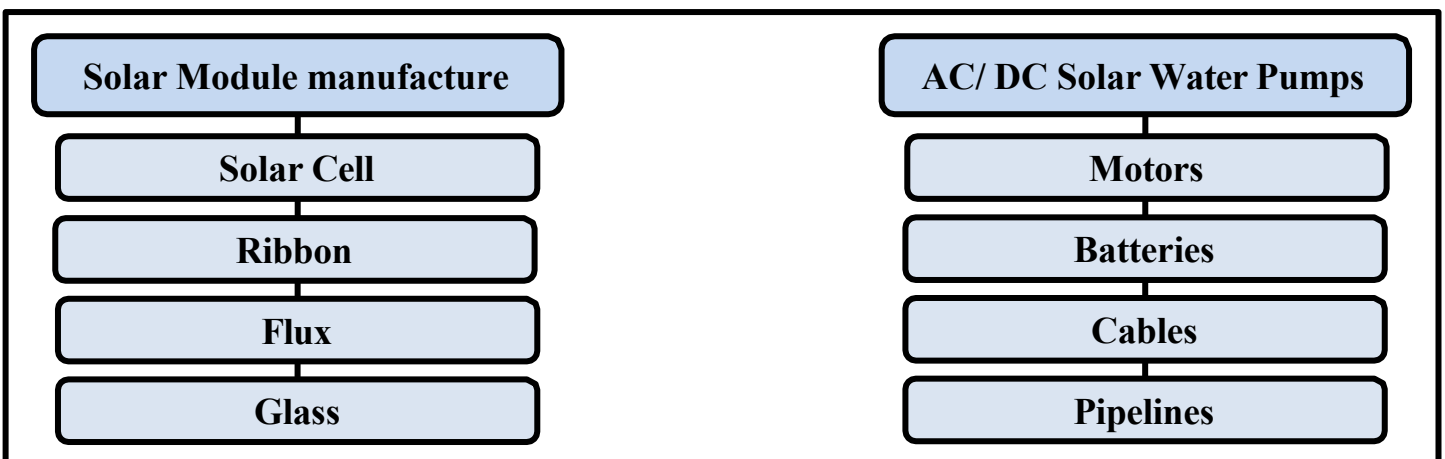 Solar Module manufacture
Solar Cell
Ribbon
Flux
Glass
AC/ DC Solar Water Pumps
Motors
Batteries
Cables
Pipelines